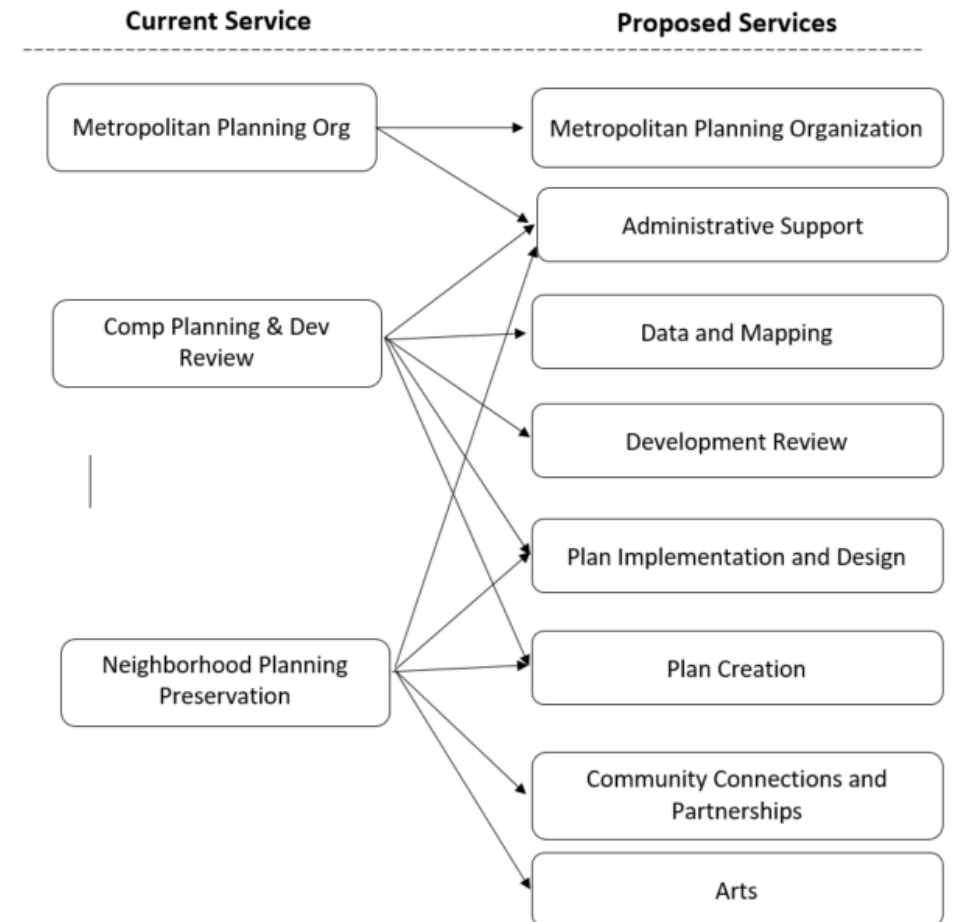 Current Service
Proposed Services
Metropolitan Planning Org
Metropolitan Planning Organization
Administrative Support
Comp Planning & Dev
Review
Data and Mapping
Development Review
Plan Implementation and Design
Neighborhood Planning
Preservation
Plan Creation
Community Connections and
Partnerships
Arts